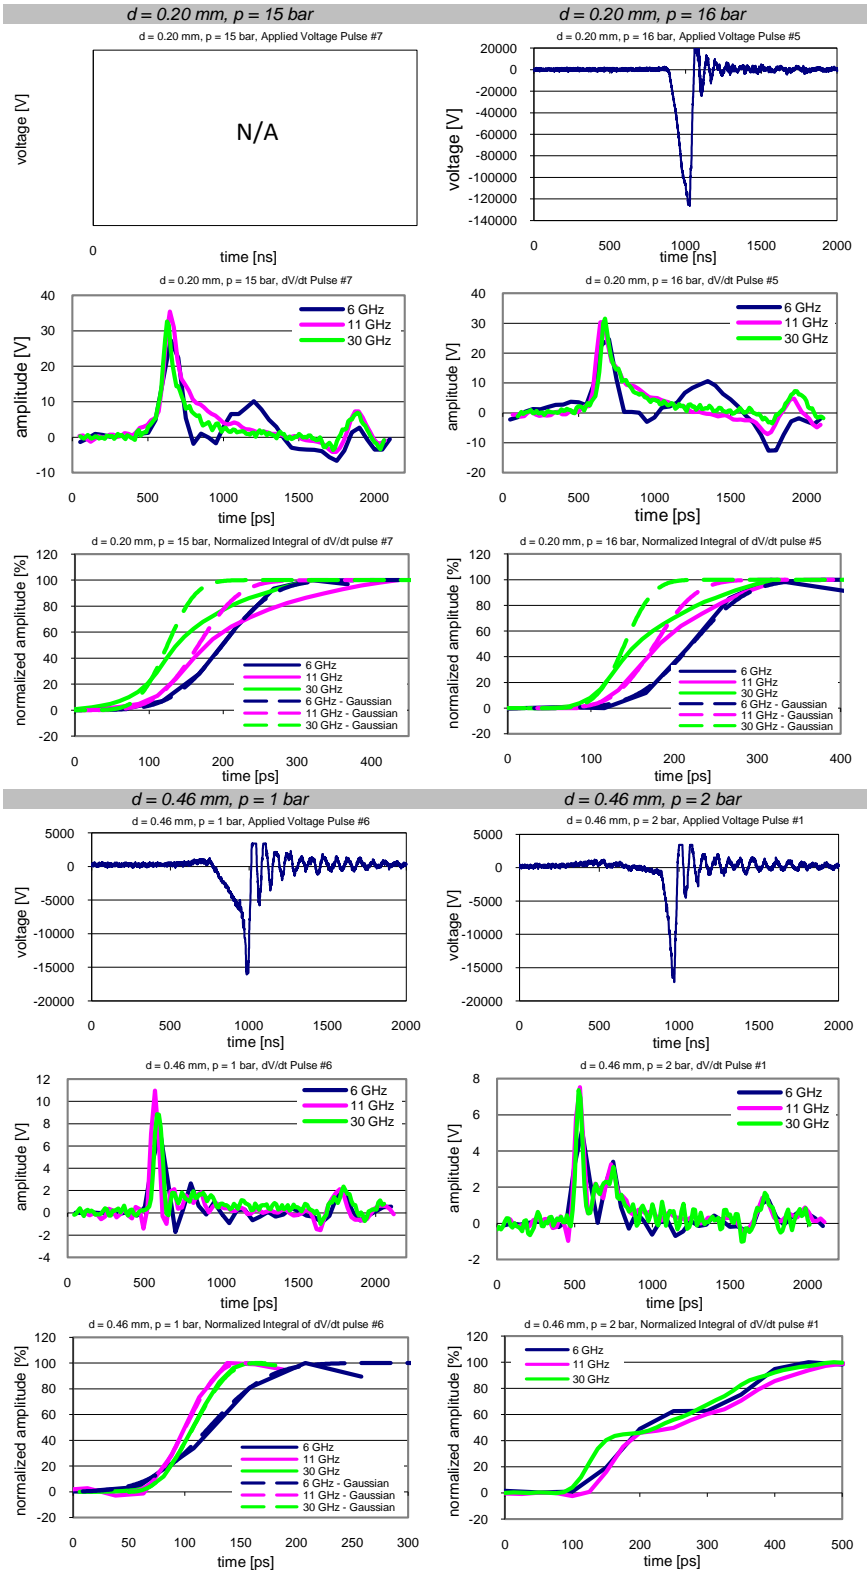 d = 0.20 mm, p = 15 bar
d = 0.20 mm, p = 16 bar
d = 0.20 mm, p = 15 bar, Applied Voltage Pulse #7
voltage [V]
N/A
0
time [ns]
d = 0.20 mm, p = 16 bar, Applied Voltage Pulse #5
voltage [V]
20000
0
-20000
-40000
-60000
-80000
-100000
-120000
-140000
0 500 1000 1500 2000
time [ns]
d = 0.20 mm, p = 15 bar, dV/dt Pulse #7
amplitude [V]
40
30
20
10
0
-10
6 GHz
11 GHz
30 GHz
0 500 1000 1500 2000
time [ps]
d = 0.20 mm, p = 16 bar, dV/dt Pulse #5
amplitude [V]
40
30
20
10
0
-10
-20
6 GHz
11 GHz
30 GHz
0 500 1000 1500 2000
time [ps]
d = 0.20 mm, p = 15 bar, Normalized Integral of dV/dt pulse #7
normalized amplitude [%]
120
100
80
60
40
20
0
-20
6 GHz
11 GHz
30 GHz
6 GHz - Gaussian
11 GHz - Gaussian
30 GHz - Gaussian
0 100 200 300 400
time [ps]
d = 0.20 mm, p = 16 bar, Normalized Integral of dV/dt pulse #5
normalized amplitude [%]
120
100
80
60
40
20
0
-20
6 GHz
11 GHz
30 GHz
6 GHz - Gaussian
11 GHz - Gaussian
30 GHz - Gaussian
0 100 200 300 400
time [ps]
d = 0.46 mm, p = 1 bar
d = 0.46 mm, p = 2 bar
d = 0.46 mm, p = 1 bar, Applied Voltage Pulse #6
voltage [V]
5000
0
-5000
-10000
-15000
-20000
0 500 1000 1500 2000
time [ns]
d = 0.46 mm, p = 2 bar, Applied Voltage Pulse #1
voltage [V]
5000
0
-5000
-10000
-15000
-20000
0 500 1000 1500 2000
time [ns]
d = 0.46 mm, p = 1 bar, dV/dt Pulse #6
amplitude [V]
12
10
8
6
4
2
0
-2
-4
6 GHz
11 GHz
30 GHz
0 500 1000 1500 2000
time [ps]
d = 0.46 mm, p = 2 bar, dV/dt Pulse #1
amplitude [V]
8
6
4
2
0
-2
6 GHz
11 GHz
30 GHz
0 500 1000 1500 2000
time [ps]
d = 0.46 mm, p = 1 bar, Normalized Integral of dV/dt pulse #6
normalized amplitude [%]
120
100
80
60
40
20
0
-20
6 GHz
11 GHz
30 GHz
6 GHz - Gaussian
11 GHz - Gaussian
30 GHz - Gaussian
0 50 100 150 200 250 300
time [ps]
d = 0.46 mm, p = 2 bar, Normalized Integral of dV/dt pulse #1
normalized amplitude [%]
120
100
80
60
40
20
0
-20
6 GHz
11 GHz
30 GHz
0 100 200 300 400 500
time [ps]